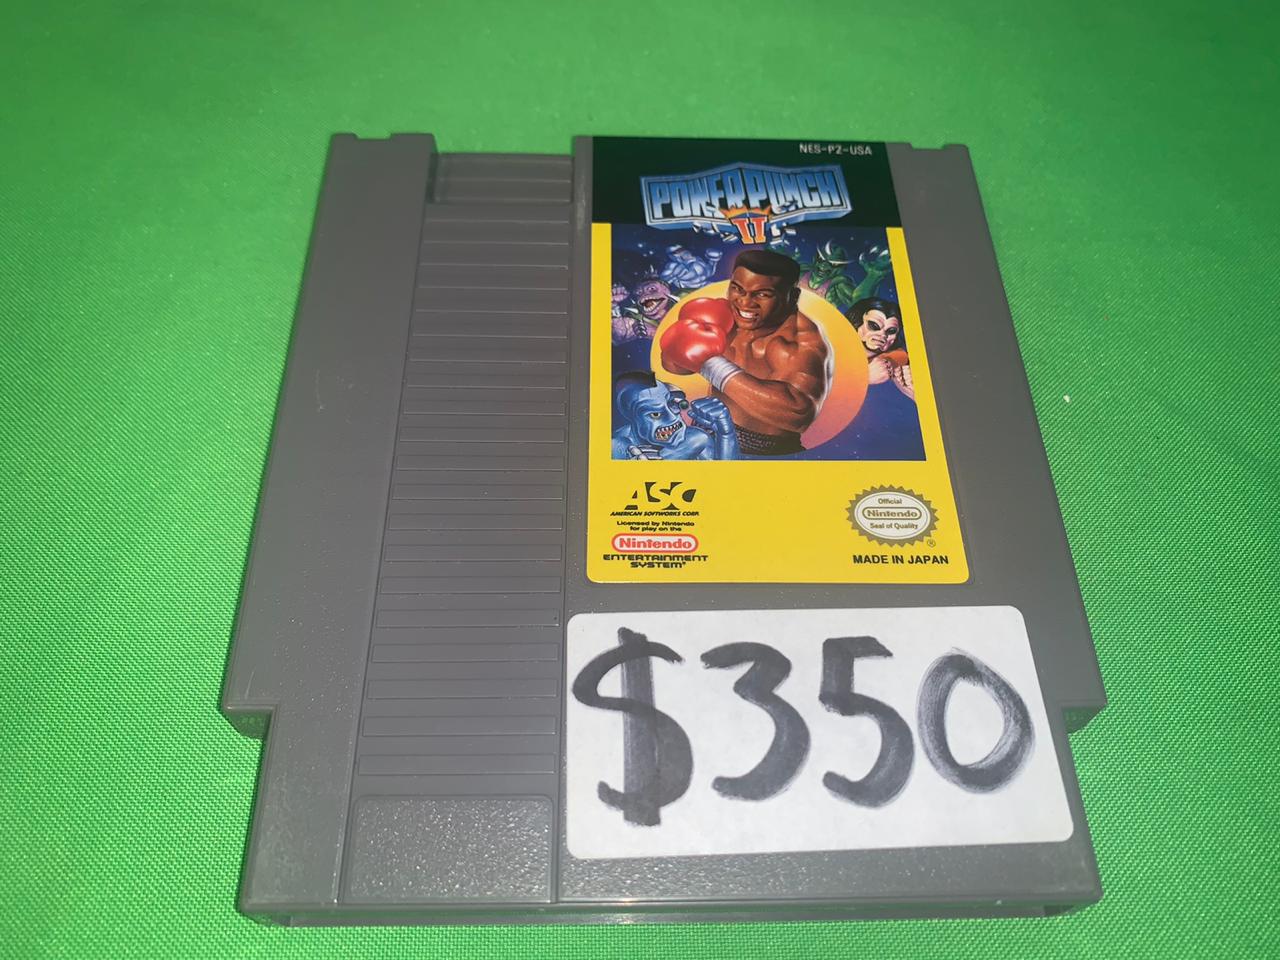 NES-P2-USA
POWER PUNCH
II
ASC
AMERICAN SOFTWORKS CORP.
Licensed by Nintendo
for play on the
Nintendo
ENTERTAINMENT
SYSTEM
Official
Nintendo
Seal of Quality
®
MADE IN JAPAN
$350